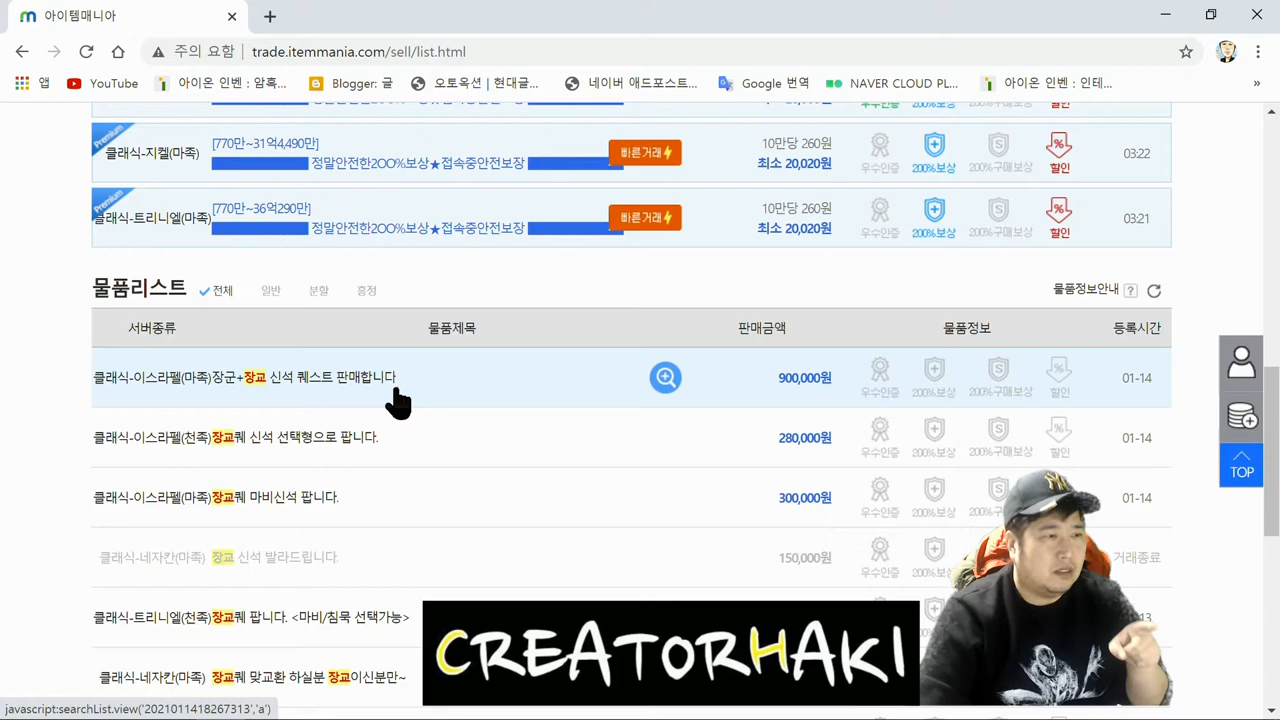 아이템매니아
주의 요함
trade.itemmania.com/sell/list.html
앱
YouTube
아이온 인벤 : 암흑...
Blogger: 글
오토옥션 | 현대글...
네이버 애드포스트...
Google 번역
NAVER CLOUD PL...
아이온 인벤 : 인테...
»
우수인증 200%보상 200%구매보상 할인
Premium
클래식-지켈(마족)
[770만~31억4,490만]
정말안전한2OO%보상★접속중안전보장
빠른거래
10만당 260원
최소 20,020원
우수인증 200%보상 200%구매보상 할인
03:22
Premium
클래식-트리니엘(마족)
[770만~36억290만]
정말안전한2OO%보상★접속중안전보장
빠른거래
10만당 260원
최소 20,020원
우수인증 200%보상 200%구매보상 할인
03:21
물품리스트 전체 일반 분할 흥정
물품정보안내 ?
서버종류 물품제목 판매금액 물품정보 등록시간
클래식-이스라펠(마족)장군+장교 신석 퀘스트 판매합니다 900,000원 01-14
우수인증 200%보상 200%구매보상 할인
클래식-이스라펠(천족)장교퀘 신석 선택형으로 팝니다. 280,000원 01-14
우수인증 200%보상 200%구매보상 할인
클래식-이스라펠(마족)장교퀘 마비신석 팝니다. 300,000원 01-14
우수인증 200%보상
클래식-네자칸(마족) 장교 신석 발라드립니다. 150,000원 거래종료
우수인증 200%보상
클래식-트리니엘(천족)장교퀘 팝니다. <마비/침묵 선택가능>
클래식-네자칸(마족) 장교퀘 맞교환 하실분 장교이신분만~
TOP
CREATORHAKI
javascript:searchList.view('2021011418267313','a')